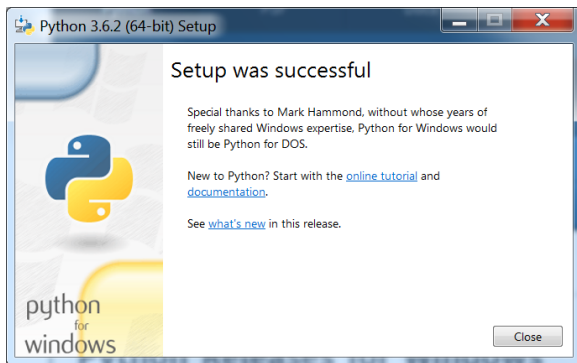 Python 3.6.2 (64-bit) Setup
Setup was successful
Special thanks to Mark Hammond, without whose years of
freely shared Windows expertise, Python for Windows would
still be Python for DOS.
New to Python? Start with the online tutorial and
documentation.
See what's new in this release.
python
for
windows
Close